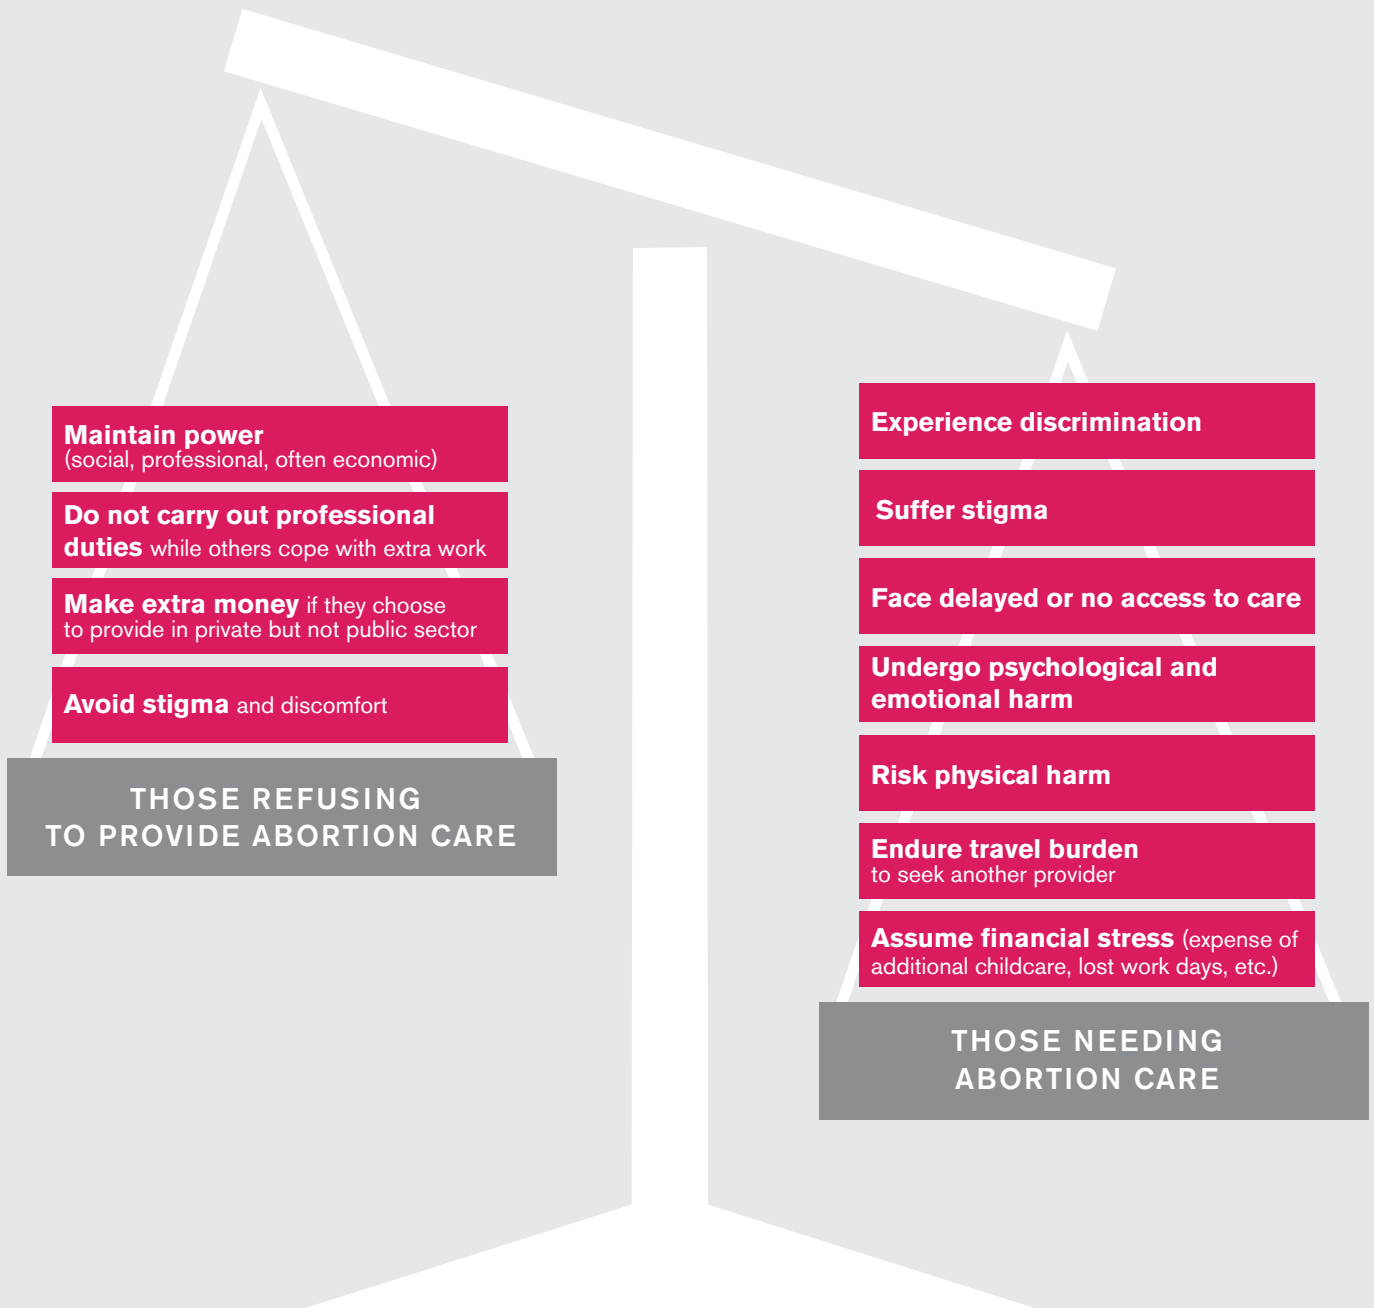 Maintain power
(social, professional, often economic)
Do not carry out professional
duties while others cope with extra work
Make extra money if they choose
to provide in private but not public sector
Avoid stigma and discomfort
THOSE REFUSING
TO PROVIDE ABORTION CARE
Experience discrimination
Suffer stigma
Face delayed or no access to care
Undergo psychological and
emotional harm
Risk physical harm
Endure travel burden
to seek another provider
Assume financial stress (expense of
additional childcare, lost work days, etc.)
THOSE NEEDING
ABORTION CARE